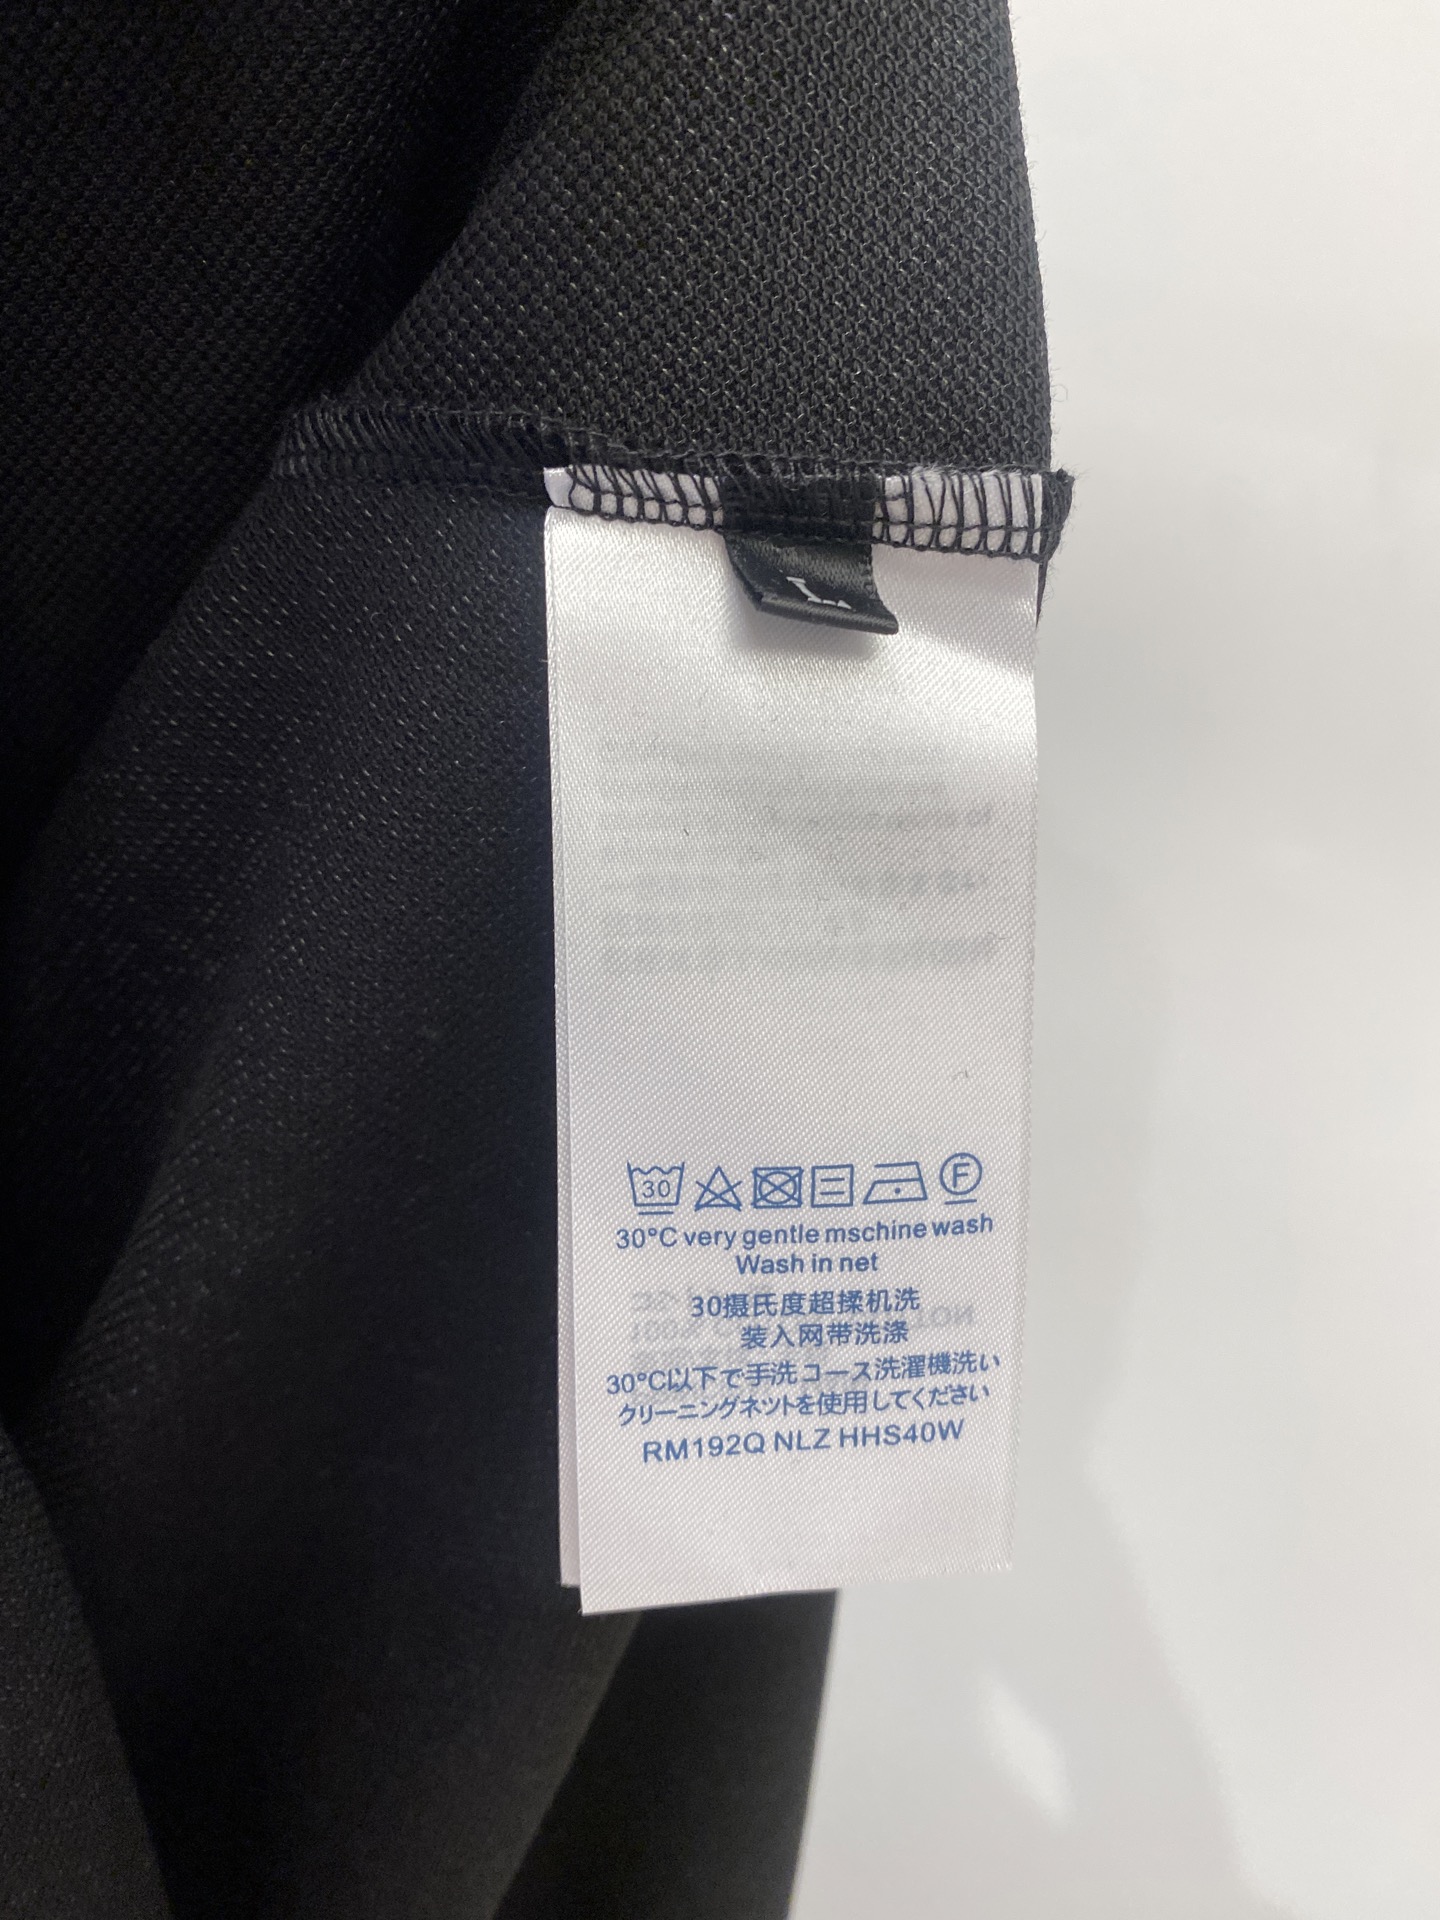 L
30
F
30°C very gentle mschine wash
Wash in net
30摄氏度超揉机洗
装入网带洗涤
30°C以下で手洗コース洗濯機洗い
クリーニングネットを使用してください
RM192Q NLZ HHS40W